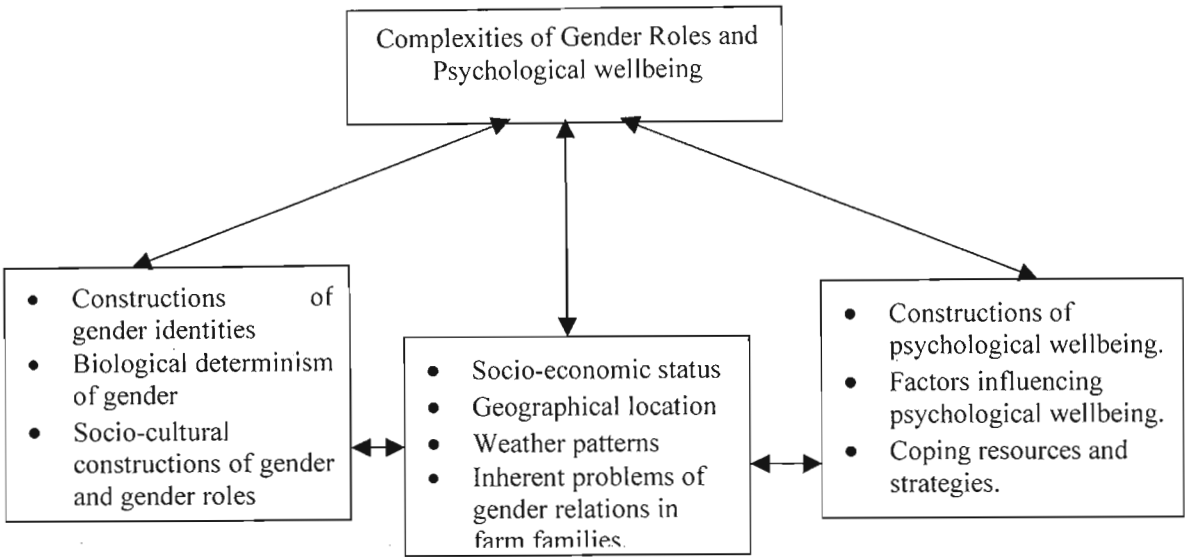 Complexities of Gender Roles and
Psychological wellbeing
● Constructions of
gender identities
● Biological determinism
of gender
● Socio-cultural
constructions of gender
and gender roles
● Socio-economic status
● Geographical location
● Weather patterns
● Inherent problems of
gender relations in
farm families.
● Constructions of
psychological wellbeing.
● Factors influencing
psychological wellbeing.
● Coping resources and
strategies.